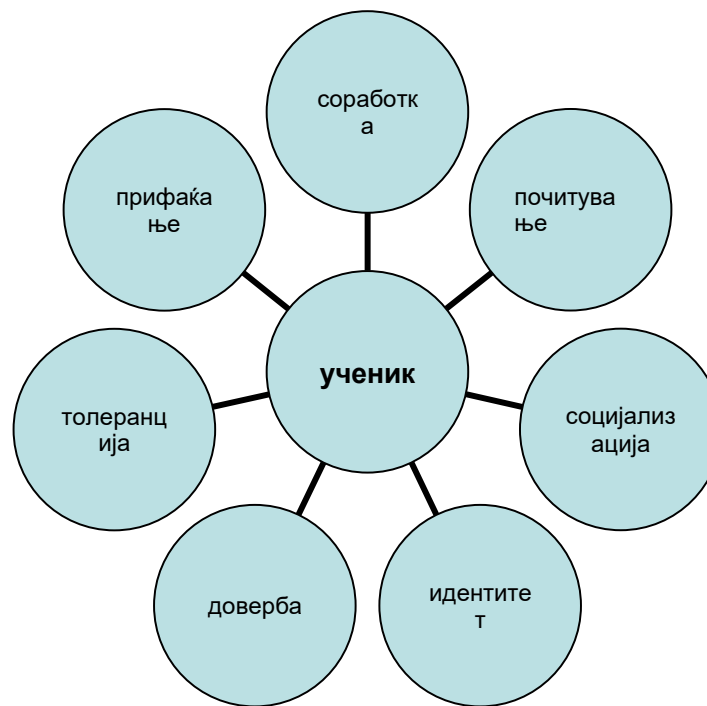 соработк
а
почитува
ње
социјализ
ација
идентите
т
доверба
толеранц
ија
прифаќа
ње
ученик